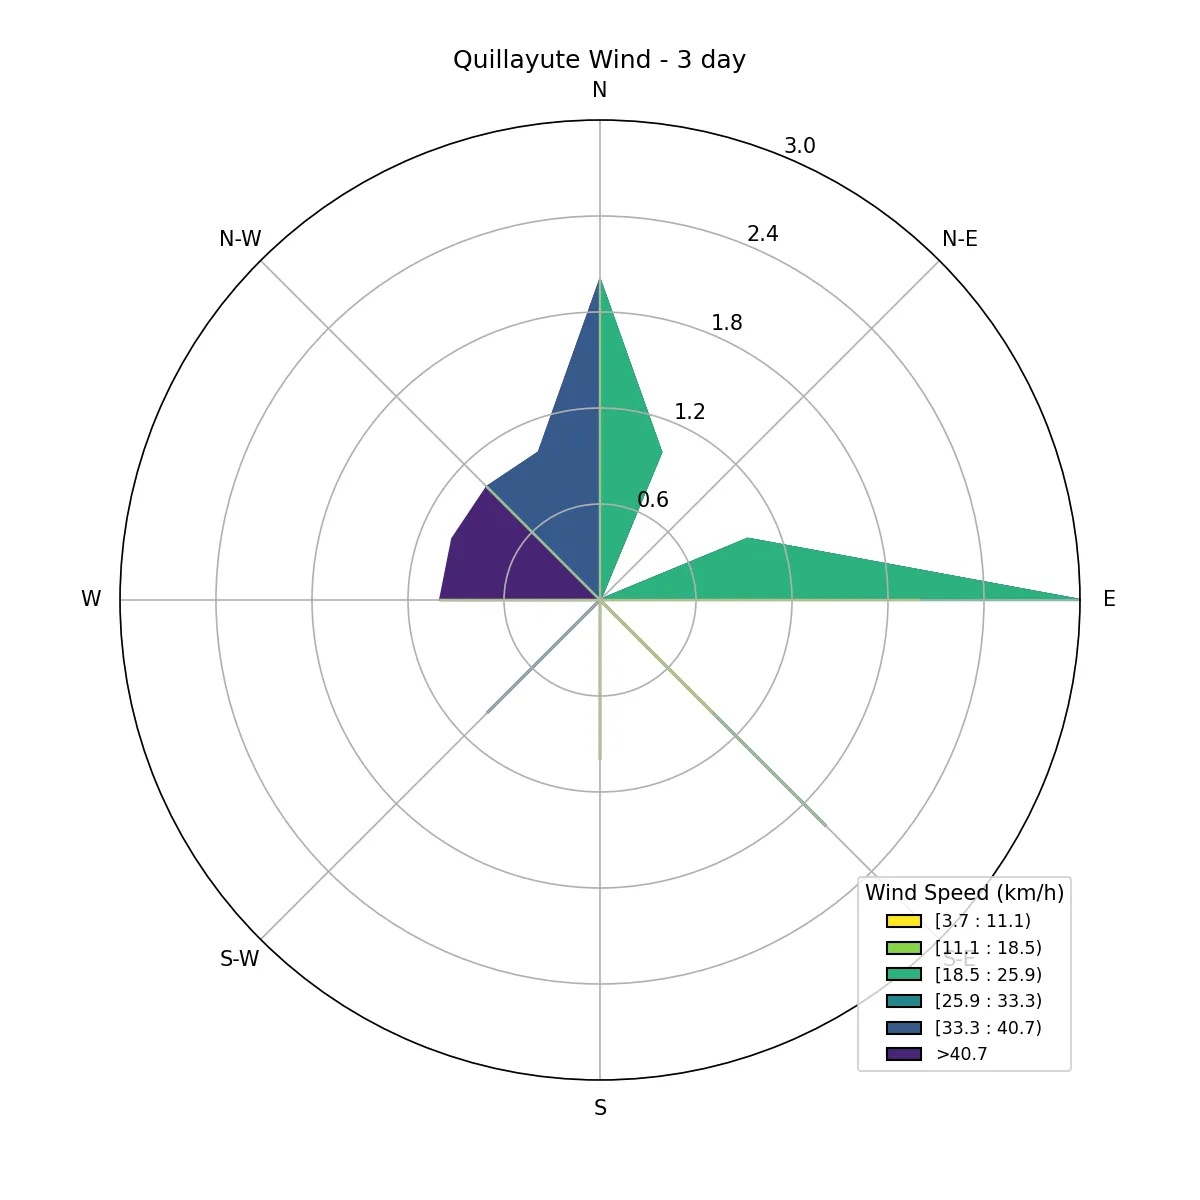 Quillayute Wind - 3 day
N
3.0
N-W
2.4
N-E
1.8
1.2
0.6
W
E
Wind Speed (km/h)
[3.7 : 11.1)
[11.1 : 18.5)
S-W
S-E
[18.5 : 25.9)
[25.9 : 33.3)
[33.3 : 40.7)
>40.7
S